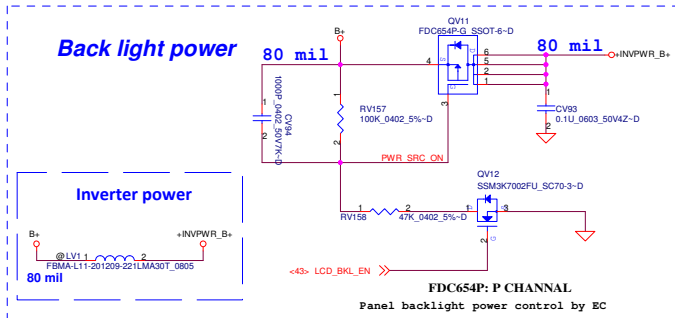 Back light power
80 mil
B+
QV11
FDC654P-G_SSOT-6~D
80 mil
+INVPWR_B+
4
S
D
G
6
5
2
1
3
1
2
1000P_0402_50V7K~D
CV94
1
RV157
100K_0402_5%~D
2
1
CV93
0.1U_0603_50V4Z~D
2
PWR_SRC_ON
QV12
SSM3K7002FU_SC70-3~D
1
2
RV158
47K_0402_5%~D
1
D
S
3
G
2
<43> LCD_BKL_EN
Inverter power
B+
+INVPWR_B+
@ LV1
1
2
FBMA-L11-201209-221LMA30T_0805
80 mil
FDC654P: P CHANNAL
Panel backlight power control by EC